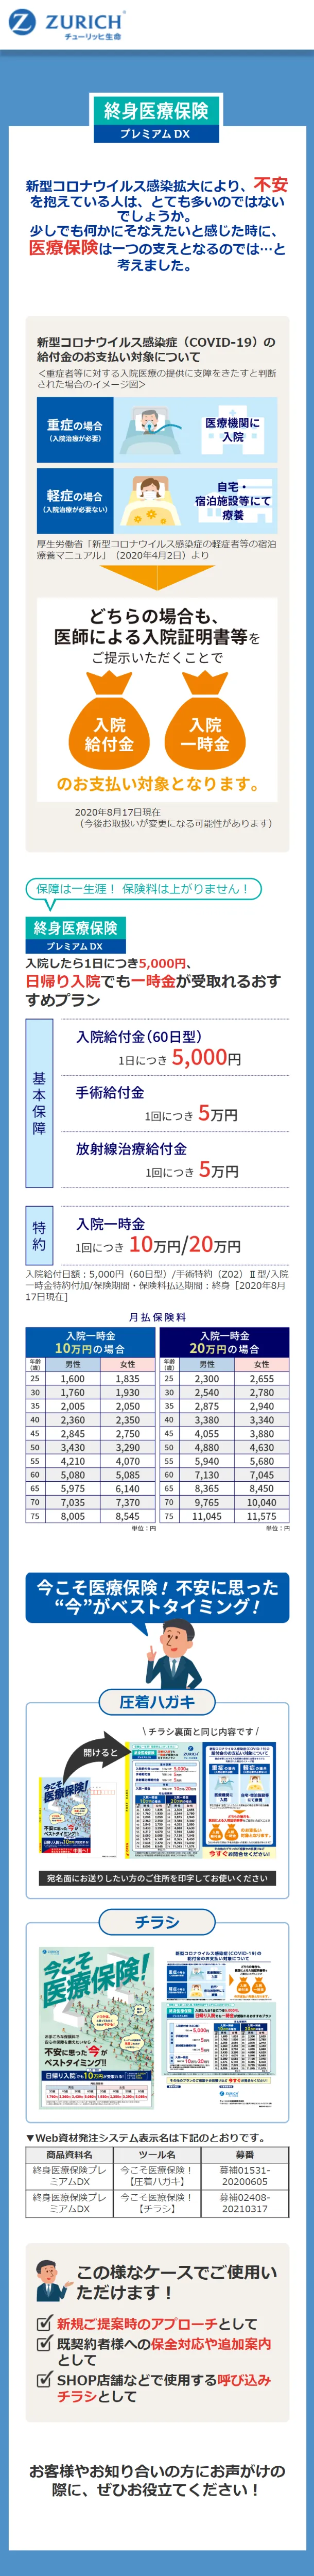 ZURICH
チューリッヒ生命
終身医療保険
プレミアム DX
新型コロナウイルス感染拡大により、不安
を抱えている人は、とても多いのではない
でしょうか。
少しでも何かにそなえたいと感じた時に、
医療保険は一つの支えとなるのでは…と
考えました。
新型コロナウイルス感染症（COVID-19）の
給付金のお支払い対象について
＜重症者等に対する入院医療の提供に支障をきたすと判断
された場合のイメージ図＞
重症の場合
（入院治療が必要）
医療機関に
入院
軽症の場合
（入院治療が必要ない）
自宅・
宿泊施設等にて
療養
厚生労働省「新型コロナウイルス感染症の軽症者等の宿泊
療養マニュアル」（2020年4月2日）より
どちらの場合も、
医師による入院証明書等を
ご提示いただくことで
入院
給付金
入院
一時金
のお支払い対象となります。
2020年8月17日現在
（今後お取扱いが変更になる可能性があります）
保障は一生涯！ 保険料は上がりません！
終身医療保険
プレミアム DX
入院したら1日につき5,000円、
日帰り入院でも一時金が受取れるおす
すめプラン
基本保障
入院給付金（60日型）
1日につき 5,000円
手術給付金
1回につき 5万円
放射線治療給付金
1回につき 5万円
特約
入院一時金
1回につき 10万円/20万円
入院給付日額：5,000円（60日型）/手術特約（Z02）Ⅱ型/入院
一時金特約付加/保険期間・保険料払込期間：終身［2020年8月
17日現在］
月払保険料
入院一時金
10万円の場合
年齢（歳） 男性 女性
25 1,600 1,835
30 1,760 1,930
35 2,005 2,050
40 2,360 2,350
45 2,845 2,750
50 3,430 3,290
55 4,210 4,070
60 5,080 5,085
65 5,975 6,140
70 7,035 7,370
75 8,005 8,545
単位：円
入院一時金
20万円の場合
年齢（歳） 男性 女性
25 2,300 2,655
30 2,540 2,780
35 2,875 2,940
40 3,380 3,340
45 4,055 3,880
50 4,880 4,630
55 5,940 5,680
60 7,130 7,045
65 8,365 8,450
70 9,765 10,040
75 11,045 11,575
単位：円
今こそ医療保険！不安に思った
“今”がベストタイミング！
圧着ハガキ
\ チラシ裏面と同じ内容です /
開けると
今こそ
医療保険！
宛名面にお送りしたい方のご住所を印字してお使いください
チラシ
今こそ
医療保険！
不安に思った今が
ベストタイミング!!
▼Web資材発注システム表示名は下記のとおりです。
商品資料名 ツール名 募番
終身医療保険プレミアムDX 今こそ医療保険！【圧着ハガキ】 募補01531-20200605
終身医療保険プレミアムDX 今こそ医療保険！【チラシ】 募補02408-20210317
この様なケースでご使用い
ただけます！
新規ご提案時のアプローチとして
既契約者様への保全対応や追加案内
として
SHOP店舗などで使用する呼び込み
チラシとして
お客様やお知り合いの方にお声がけの
際に、ぜひお役立てください！